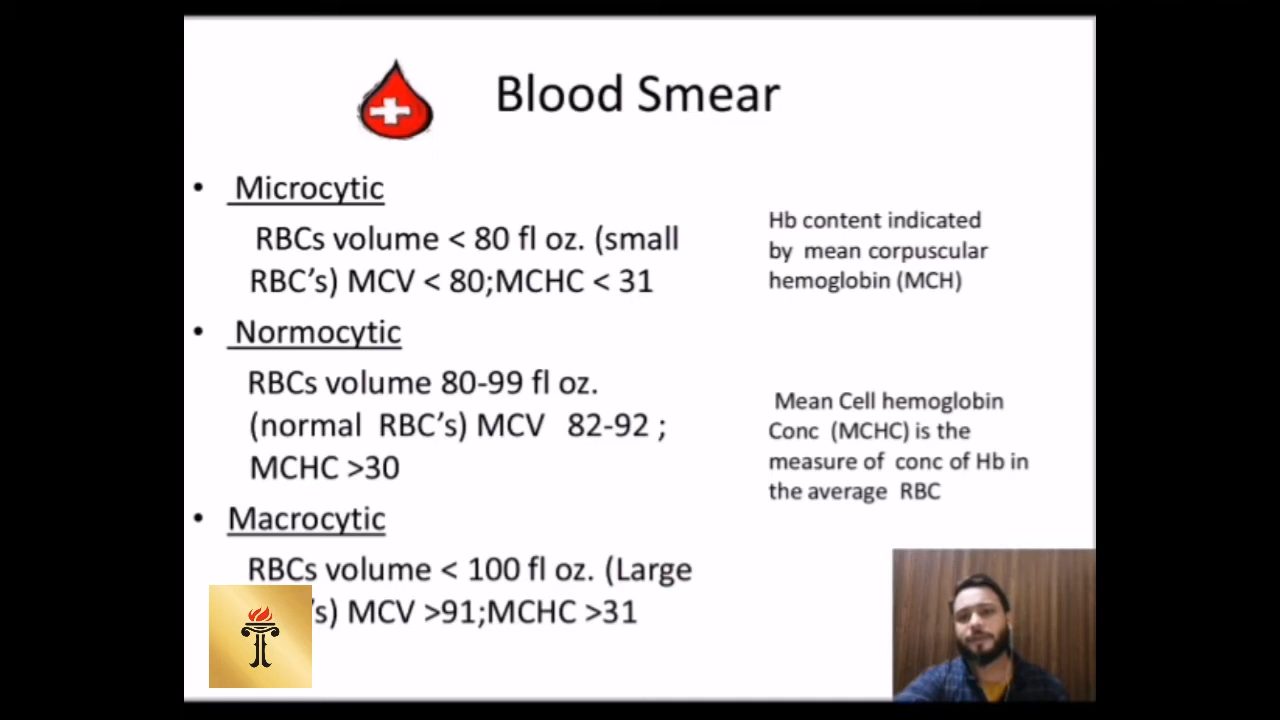 Blood Smear
• Microcytic
RBCs volume < 80 fl oz. (small
RBC's) MCV < 80;MCHC < 31
• Normocytic
RBCs volume 80-99 fl oz.
(normal RBC's) MCV 82-92 ;
MCHC >30
• Macrocytic
RBCs volume < 100 fl oz. (Large
's) MCV >91;MCHC >31
Hb content indicated
by mean corpuscular
hemoglobin (MCH)
Mean Cell hemoglobin
Conc (MCHC) is the
measure of conc of Hb in
the average RBC